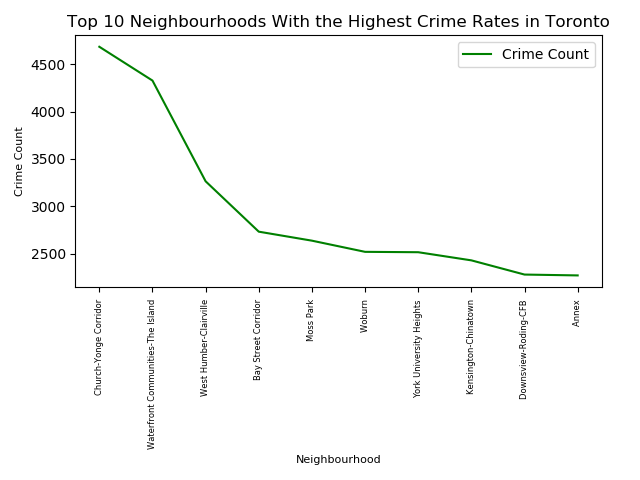 Top 10 Neighbourhoods With the Highest Crime Rates in Toronto
Crime Count
Crime Count
4500
4000
3500
3000
2500
Church-Yonge Corridor
Waterfront Communities-The Island
West Humber-Clairville
Bay Street Corridor
Moss Park
Woburn
York University Heights
Kensington-Chinatown
Downsview-Roding-CFB
Annex
Neighbourhood